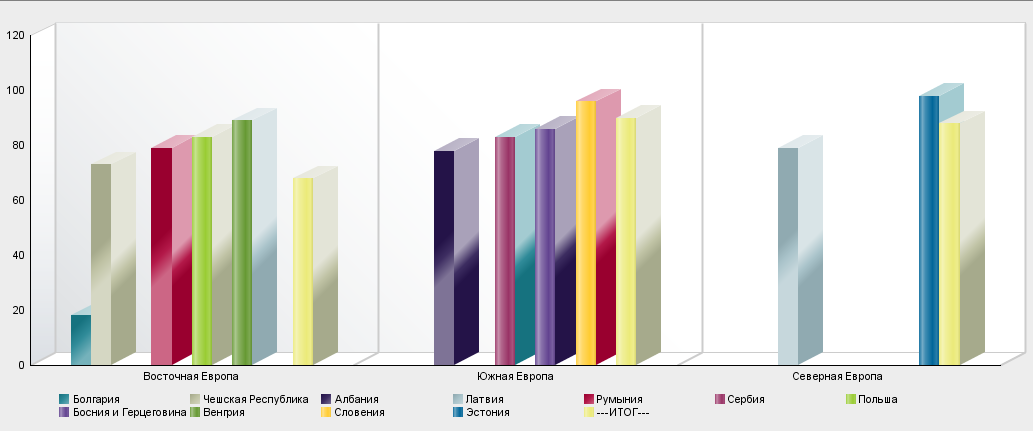 120
100
80
60
40
20
0
Восточная Европа Южная Европа Северная Европа
Болгария Чешская Республика Албания Латвия Румыния Сербия Польша
Босния и Герцеговина Венгрия Словения Эстония ---ИТОГ---